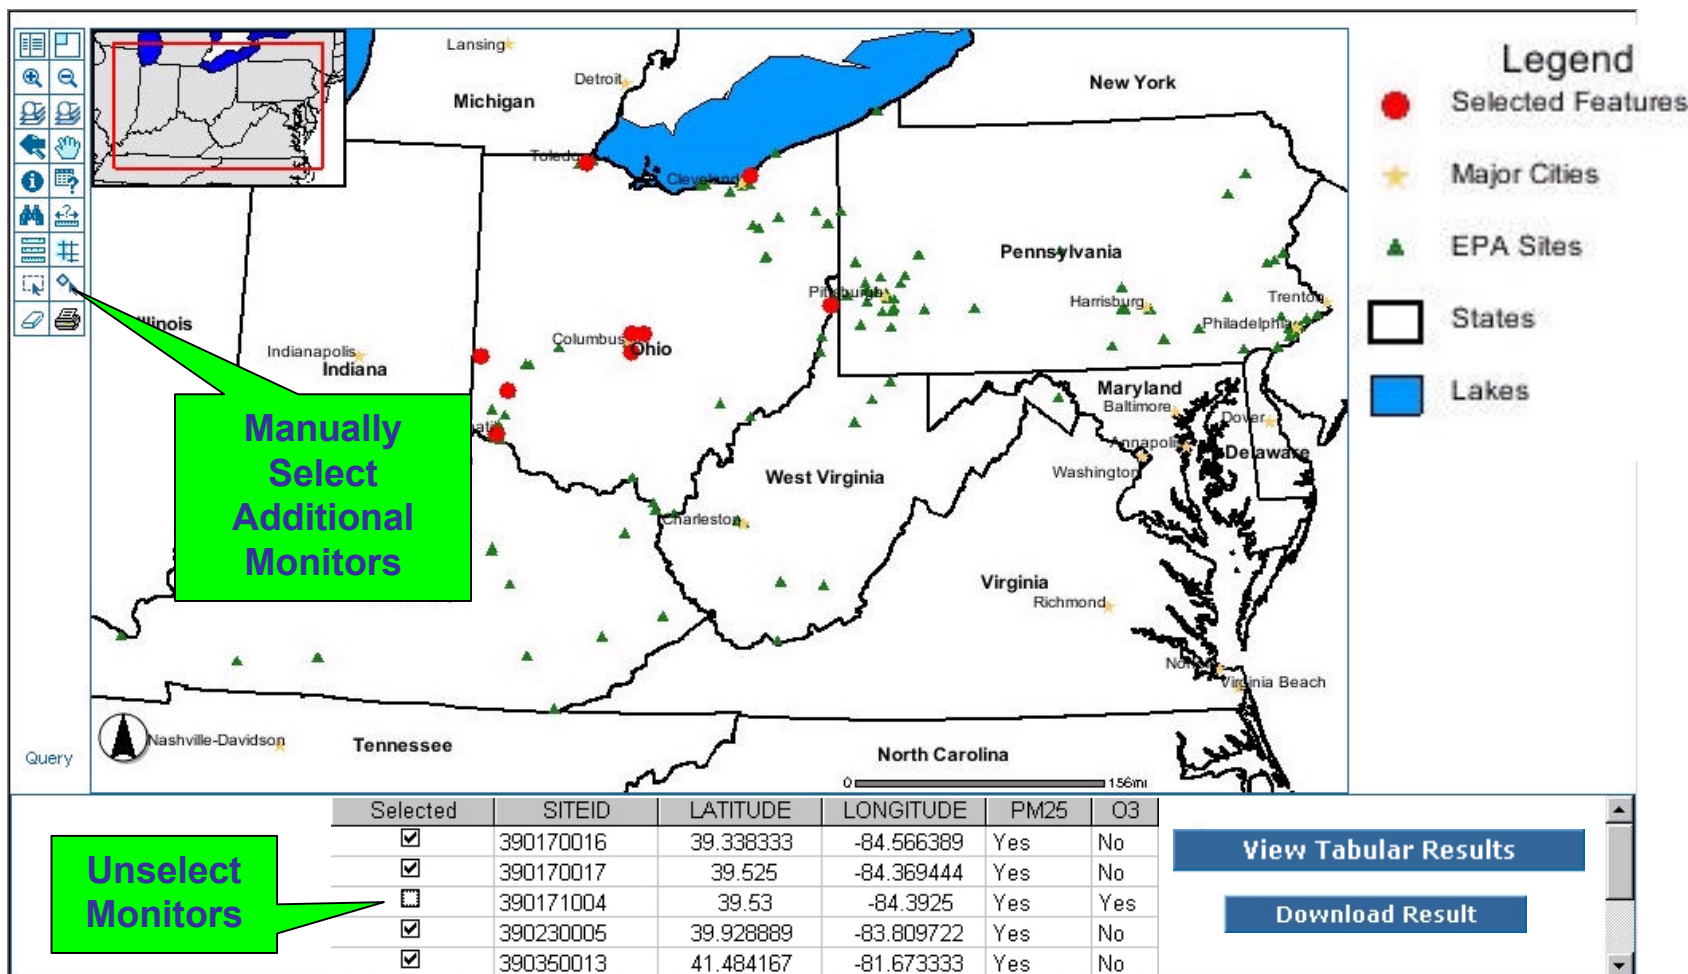 Lansing
Detroit
Michigan
New York
Toledo
Cleveland
Pennsylvania
Pittsburgh
Harrisburg
Trenton
Philadelphia
Illinois
Indianapolis
Indiana
Columbus
Ohio
Maryland
Baltimore
Dover
Annapolis
Delaware
Washington
West Virginia
Charleston
Virginia
Richmond
Virginia Beach
Nashville-Davidson
Tennessee
North Carolina
0 156mi
Query
Legend
Selected Features
Major Cities
EPA Sites
States
Lakes
Manually
Select
Additional
Monitors
Unselect
Monitors
Selected SITEID LATITUDE LONGITUDE PM25 O3
390170016 39.338333 -84.566389 Yes No
390170017 39.525 -84.369444 Yes No
390171004 39.53 -84.3925 Yes Yes
390230005 39.928889 -83.809722 Yes No
390350013 41.484167 -81.673333 Yes No
View Tabular Results
Download Result